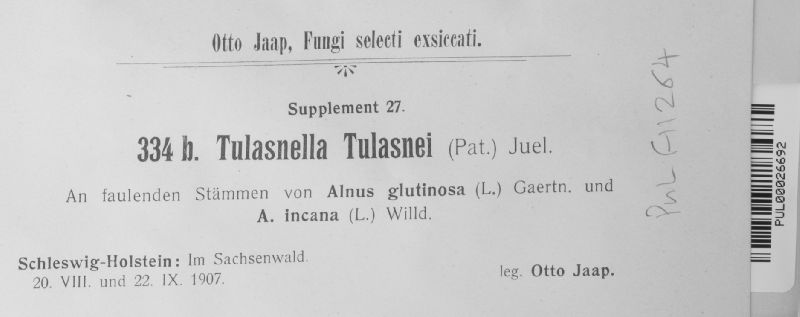 Otto Jaap, Fungi selecti exsiccati.
Supplement 27.
334 b. Tulasnella Tulasnei (Pat.) Juel.
An faulenden Stämmen von Alnus glutinosa (L.) Gaertn. und
A. incana (L.) Willd.
Schleswig-Holstein: Im Sachsenwald.
20. VIII. und 22. IX. 1907.
leg. Otto Jaap.
PuL F11264
PUL00026692